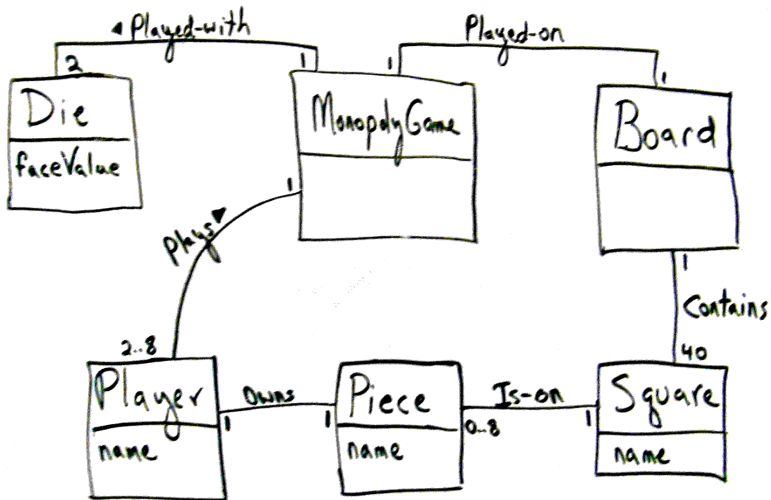 ◄ Played-with
Played-on
2
1
1
1
Die
MonopolyGame
Board
faceValue
1
Plays ►
1
Contains
2..8
40
Player
Owns
Piece
Is-on
Square
1
1
0..8
1
name
name
name